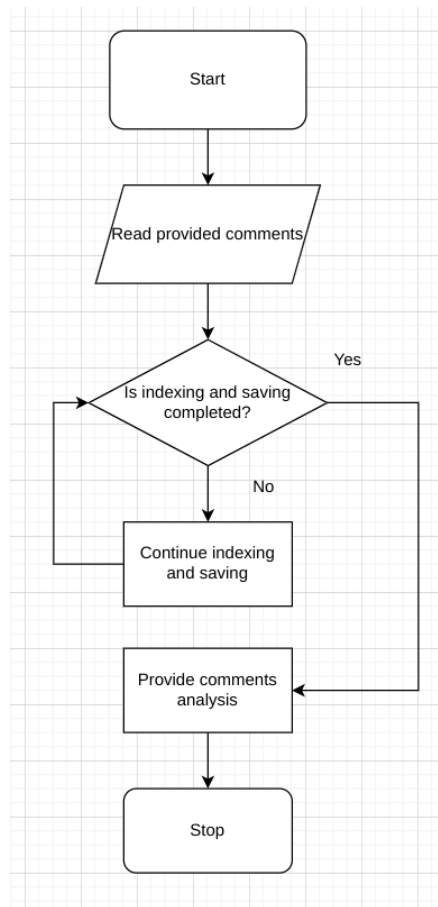 Start
Read provided comments
Yes
Is indexing and saving
completed?
No
Continue indexing
and saving
Provide comments
analysis
Stop